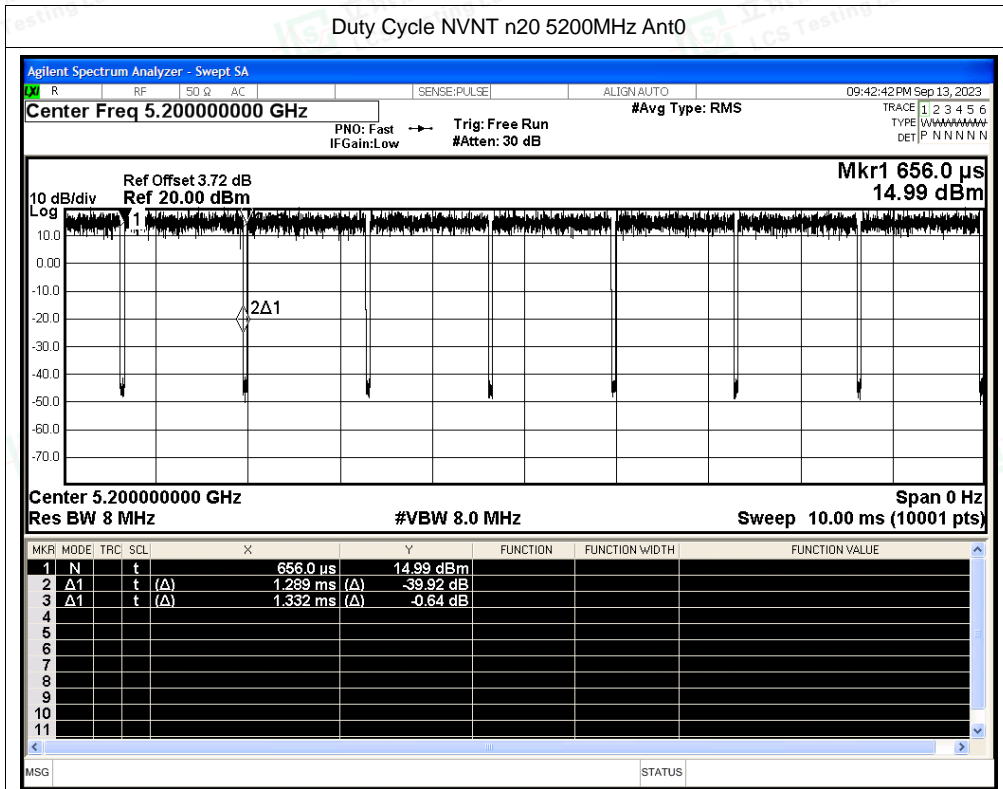 Duty Cycle NVNT n20 5200MHz Ant0
Agilent Spectrum Analyzer - Swept SA
LXI R RF 50 Ω AC SENSE:PULSE ALIGN AUTO 09:42:42 PM Sep 13, 2023
Center Freq 5.200000000 GHz #Avg Type: RMS TRACE 1 2 3 4 5 6
PNO: Fast Trig: Free Run TYPE
IFGain:Low #Atten: 30 dB DET P N N N N N
Mkr1 656.0 µs
14.99 dBm
Ref Offset 3.72 dB
10 dB/div Ref 20.00 dBm
Log
1
10.0
0.00
-10.0
2Δ1
-20.0
-30.0
-40.0
-50.0
-60.0
-70.0
Center 5.200000000 GHz Span 0 Hz
Res BW 8 MHz #VBW 8.0 MHz Sweep 10.00 ms (10001 pts)
MKR MODE TRC SCL X Y FUNCTION FUNCTION WIDTH FUNCTION VALUE
1 N t 656.0 µs 14.99 dBm
2 Δ1 t (Δ) 1.289 ms (Δ) -39.92 dB
3 Δ1 t (Δ) 1.332 ms (Δ) -0.64 dB
4
5
6
7
8
9
10
11
MSG STATUS